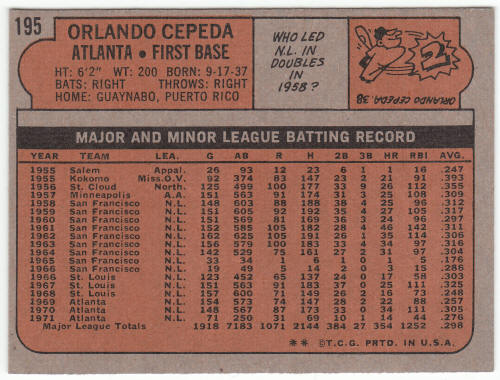 195
ORLANDO CEPEDA
ATLANTA • FIRST BASE
HT: 6'2" WT: 200 BORN: 9-17-37
BATS: RIGHT THROWS: RIGHT
HOME: GUAYNABO, PUERTO RICO
WHO LED
N.L. IN
DOUBLES
IN
1958?
ORLANDO CEPEDA, 38
MAJOR AND MINOR LEAGUE BATTING RECORD
YEAR TEAM LEA. G AB R H 2B 3B HR RBI AVG.
1955 Salem Appal. 26 93 12 23 6 1 1 16 .247
1955 Kokomo Miss.O.V. 92 374 83 147 23 2 21 91 .393
1956 St. Cloud North. 125 499 100 177 33 9 26 112 .355
1957 Minneapolis A.A. 151 563 91 174 31 3 25 108 .309
1958 San Francisco N.L. 148 603 88 188 38 4 25 96 .312
1959 San Francisco N.L. 151 605 92 192 35 4 27 105 .317
1960 San Francisco N.L. 151 569 81 169 36 3 24 96 .297
1961 San Francisco N.L. 152 585 105 182 28 4 46 142 .311
1962 San Francisco N.L. 162 625 105 191 26 1 35 114 .306
1963 San Francisco N.L. 156 579 100 183 33 4 34 97 .316
1964 San Francisco N.L. 142 529 75 161 27 2 31 97 .304
1965 San Francisco N.L. 33 34 1 6 1 0 1 5 .176
1966 San Francisco N.L. 19 49 5 14 2 0 3 15 .286
1966 St. Louis N.L. 123 452 65 137 24 0 17 58 .303
1967 St. Louis N.L. 151 563 91 183 37 0 25 111 .325
1968 St. Louis N.L. 157 600 71 149 26 2 16 73 .248
1969 Atlanta N.L. 154 573 74 147 28 2 22 88 .257
1970 Atlanta N.L. 148 567 87 173 33 0 34 111 .305
1971 Atlanta N.L. 71 250 31 69 10 1 14 44 .276
Major League Totals 1918 7183 1071 2144 384 27 354 1252 .298
** ©T.C.G. PRTD. IN U.S.A.